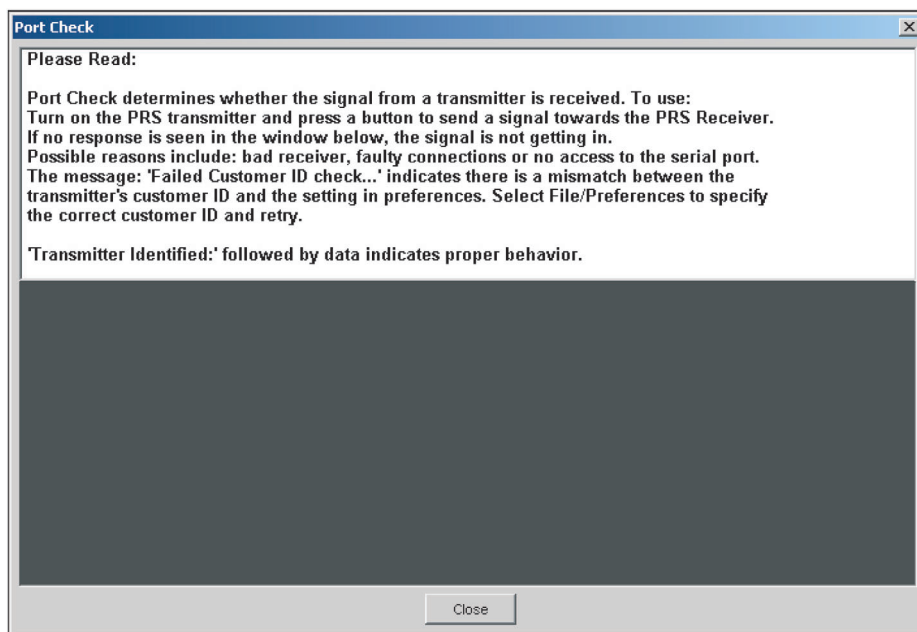 Port Check
Please Read:
Port Check determines whether the signal from a transmitter is received. To use:
Turn on the PRS transmitter and press a button to send a signal towards the PRS Receiver.
If no response is seen in the window below, the signal is not getting in.
Possible reasons include: bad receiver, faulty connections or no access to the serial port.
The message: 'Failed Customer ID check...' indicates there is a mismatch between the
transmitter's customer ID and the setting in preferences. Select File/Preferences to specify
the correct customer ID and retry.
'Transmitter Identified:' followed by data indicates proper behavior.
Close